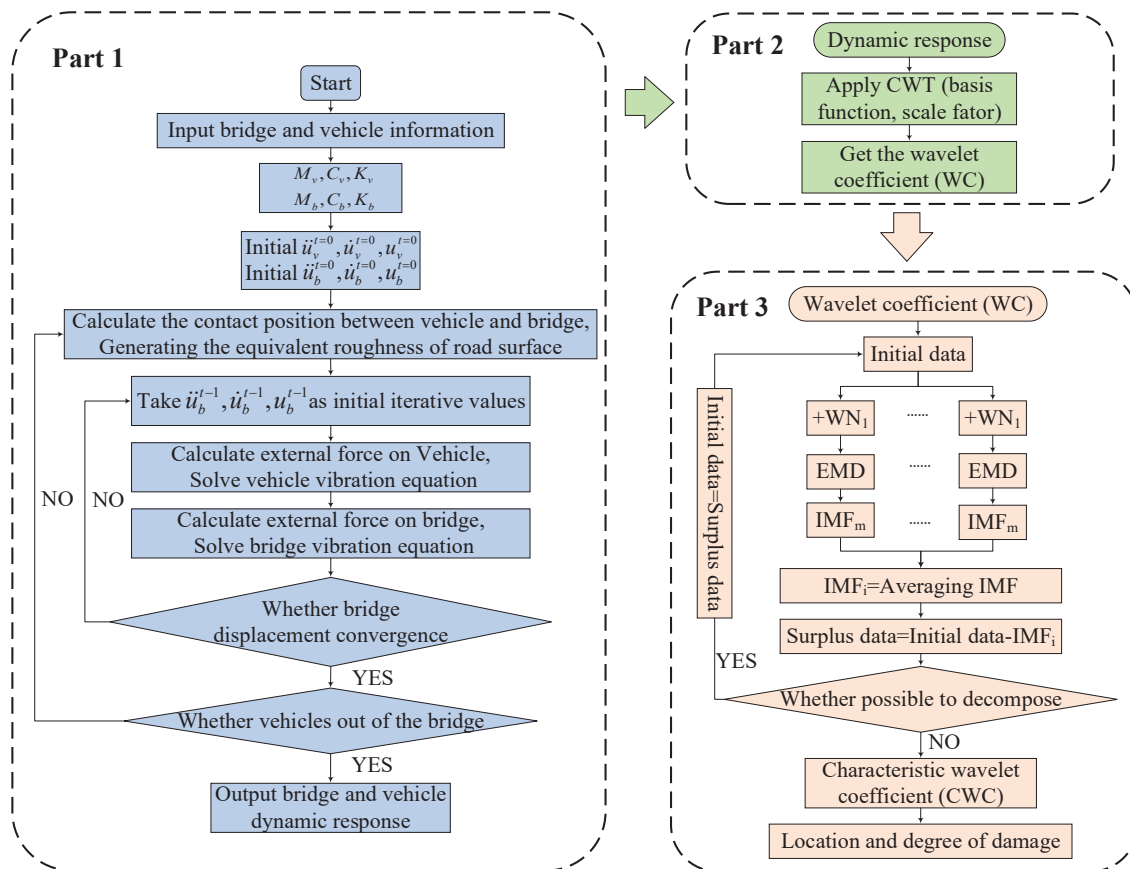 Part 1
Start
Input bridge and vehicle information
M_v, C_v, K_v
M_b, C_b, K_b
Initial ü_v^{t=0}, u̇_v^{t=0}, u_v^{t=0}
Initial ü_b^{t=0}, u̇_b^{t=0}, u_b^{t=0}
Calculate the contact position between vehicle and bridge,
Generating the equivalent roughness of road surface
Take ü_b^{t-1}, u̇_b^{t-1}, u_b^{t-1} as initial iterative values
Calculate external force on Vehicle,
Solve vehicle vibration equation
NO
NO
Calculate external force on bridge,
Solve bridge vibration equation
Whether bridge
displacement convergence
YES
Whether vehicles out of the bridge
YES
Output bridge and vehicle
dynamic response
Part 2
Dynamic response
Apply CWT (basis
function, scale fator)
Get the wavelet
coefficient (WC)
Part 3
Wavelet coefficient (WC)
Initial data
Initial data=Surplus data
+WN₁ ...... +WN₁
EMD ...... EMD
IMFₘ ...... IMFₘ
IMFᵢ=Averaging IMF
Surplus data=Initial data-IMFᵢ
YES
Whether possible to decompose
NO
Characteristic wavelet
coefficient (CWC)
Location and degree of damage